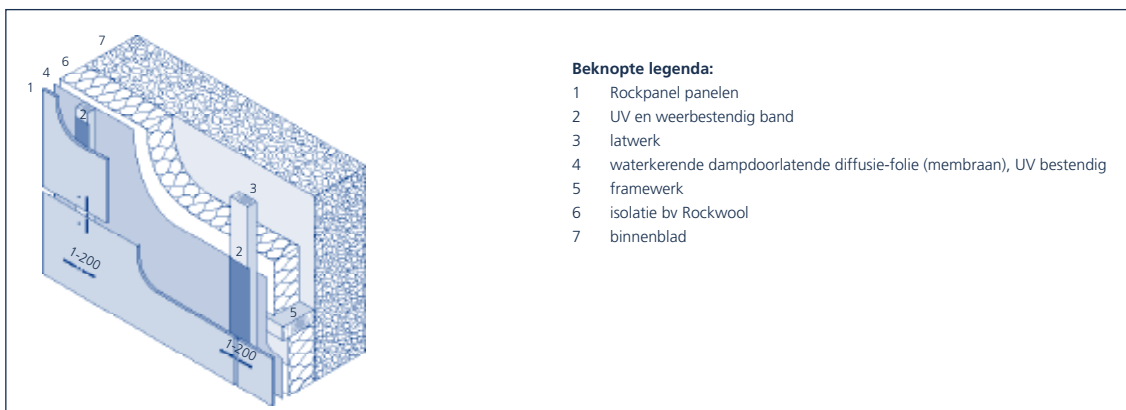 7
6
4
1
2
3
2
5
1-200
1-200
Beknopte legenda:
1 Rockpanel panelen
2 UV en weerbestendig band
3 latwerk
4 waterkerende dampdoorlatende diffusie-folie (membraan), UV bestendig
5 framewerk
6 isolatie bv Rockwool
7 binnenblad